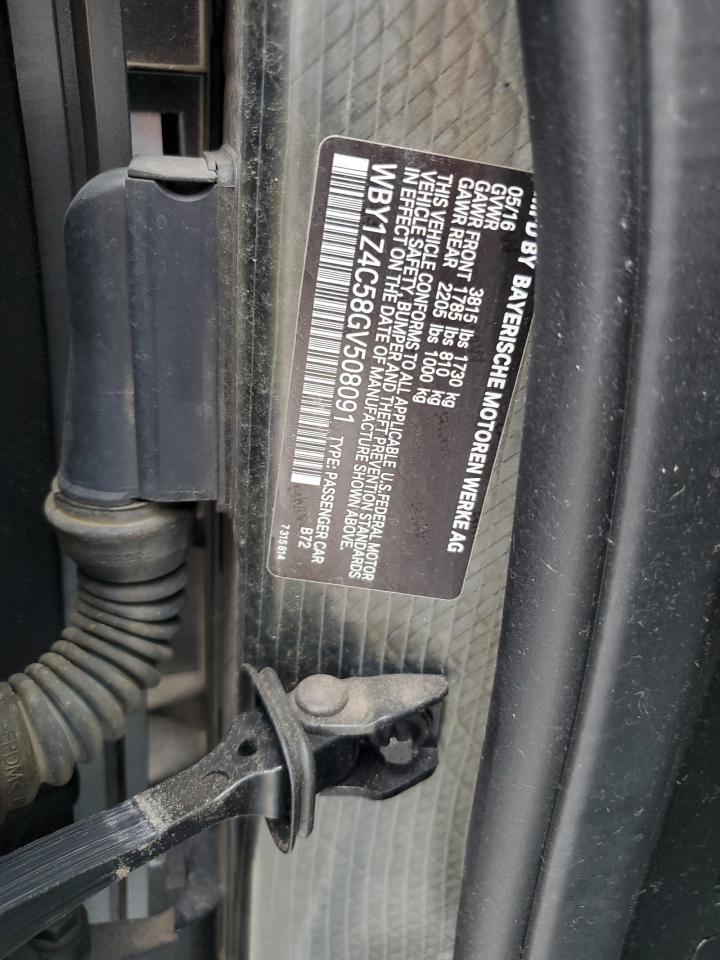 MF'D BY BAYERISCHE MOTOREN WERKE AG
05/16
GVWR 3815 lbs 1730 kg
GAWR FRONT 1785 lbs 810 kg
GAWR REAR 2205 lbs 1000 kg
THIS VEHICLE CONFORMS TO ALL APPLICABLE U.S.FEDERAL MOTOR
VEHICLE SAFETY, BUMPER AND THEFT PREVENTION STANDARDS
IN EFFECT ON THE DATE OF MANUFACTURE SHOWN ABOVE.
WBY1Z4C58GV508091 TYPE: PASSENGER CAR
B72
7 315 814